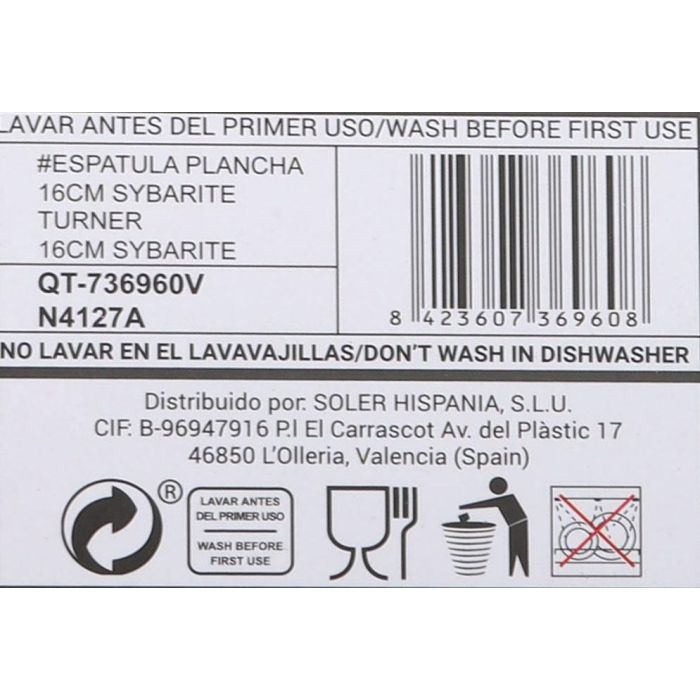 LAVAR ANTES DEL PRIMER USO/WASH BEFORE FIRST USE
#ESPATULA PLANCHA
16CM SYBARITE
TURNER
16CM SYBARITE
QT-736960V
N4127A
8 423607 369608
NO LAVAR EN EL LAVAVAJILLAS/DON'T WASH IN DISHWASHER
Distribuido por: SOLER HISPANIA, S.L.U.
CIF: B-96947916 P.l El Carrascot Av. del Plàstic 17
46850 L'Olleria, Valencia (Spain)
®
LAVAR ANTES
DEL PRIMER USO
WASH BEFORE
FIRST USE